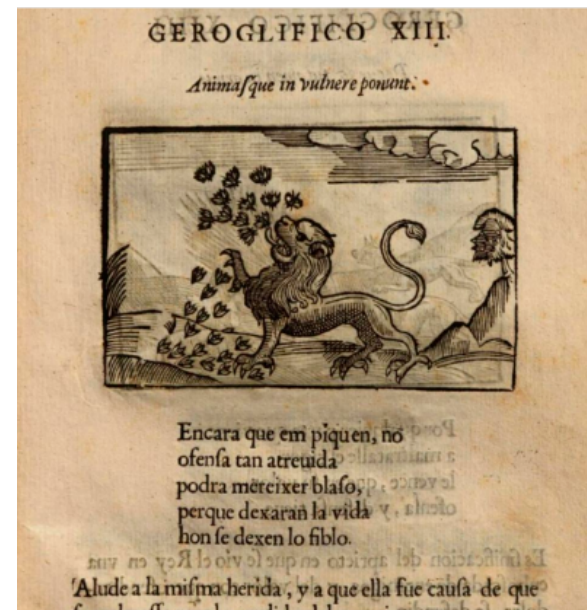 GEROGLIFICO XIII.
Animaſque in vulnere ponunt.
Encara que em piquen, no
ofenſa tan atreuida
podra mereixer blaſo,
perque dexaran la vida
hon ſe dexen lo fiblo.
Alude a la miſma herida, y a que ella fue cauſa de que